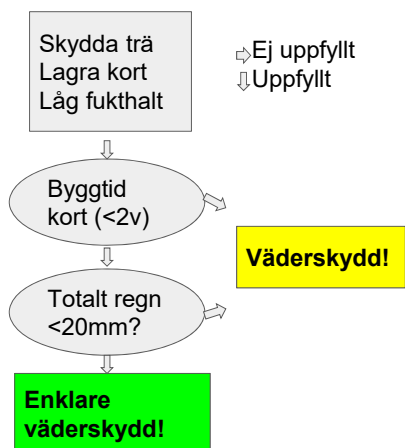 Skydda trä
Lagra kort
Låg fukthalt
Ej uppfyllt
Uppfyllt
Byggtid
kort (<2v)
Väderskydd!
Totalt regn
<20mm?
Enklare
väderskydd!